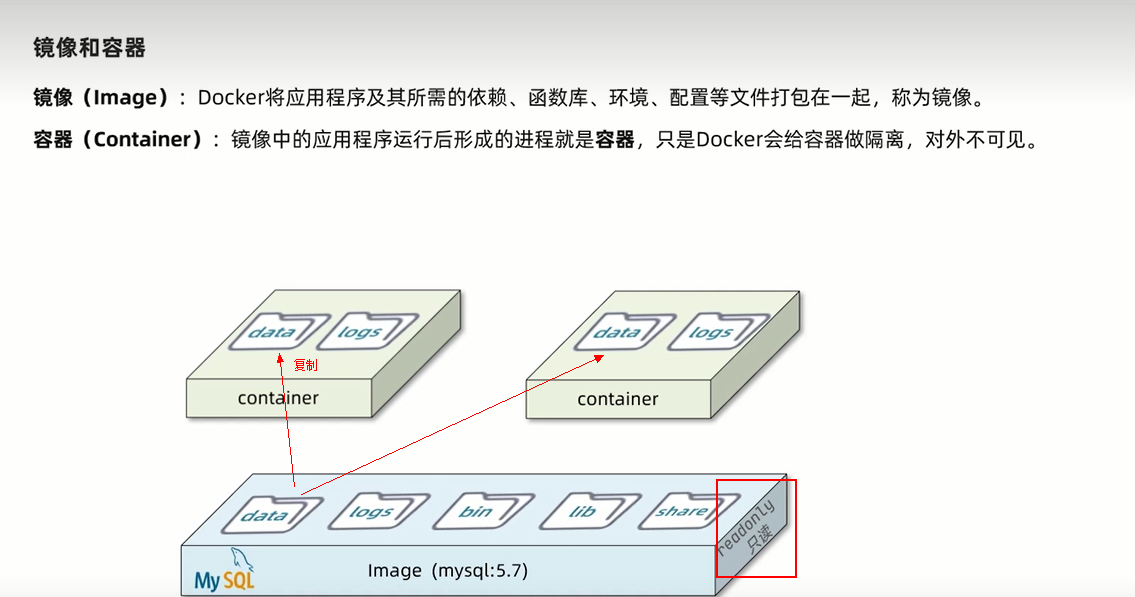 镜像和容器
镜像（Image）：Docker将应用程序及其所需的依赖、函数库、环境、配置等文件打包在一起，称为镜像。
容器（Container）：镜像中的应用程序运行后形成的进程就是容器，只是Docker会给容器做隔离，对外不可见。
data logs
data logs
复制
container
container
data logs bin lib share
readonly
只读
MySQL
Image (mysql:5.7)